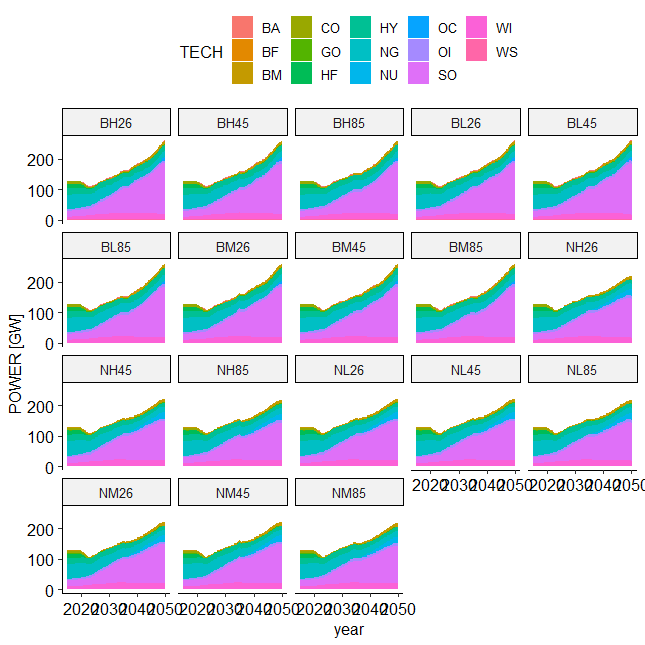 BA CO HY OC WI
TECH BF GO NG OI WS
BM HF NU SO
BH26 BH45 BH85 BL26 BL45
200
100
0
BL85 BM26 BM45 BM85 NH26
200
100
0
POWER [GW]
NH45 NH85 NL26 NL45 NL85
200
100
0
2020 2030 2040 2050 2020 2030 2040 2050
NM26 NM45 NM85
200
100
0
2020 2030 2040 2050 2020 2030 2040 2050 2020 2030 2040 2050
year